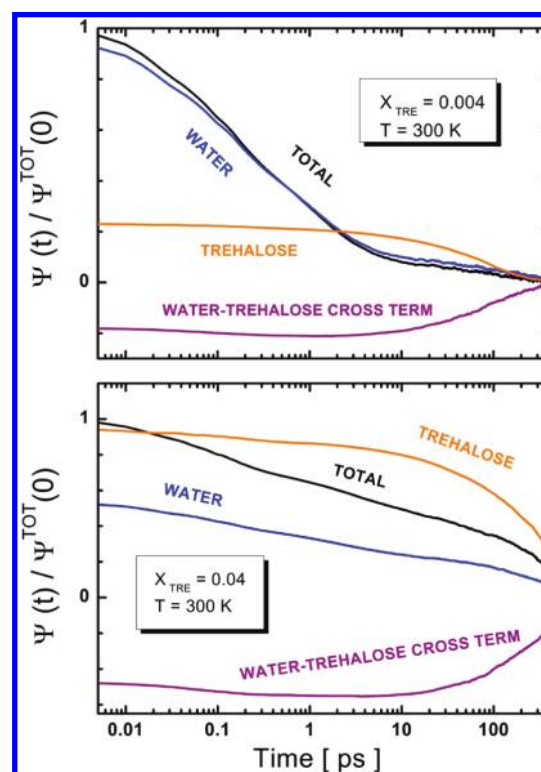 1
X TRE = 0.004
T = 300 K
WATER
TOTAL
TREHALOSE
0
WATER-TREHALOSE CROSS TERM
Ψ (t) / Ψ^TOT(0)
1
TREHALOSE
TOTAL
WATER
0
X TRE = 0.04
T = 300 K
WATER-TREHALOSE CROSS TERM
Ψ (t) / Ψ^TOT(0)
0.01 0.1 1 10 100
Time [ ps ]